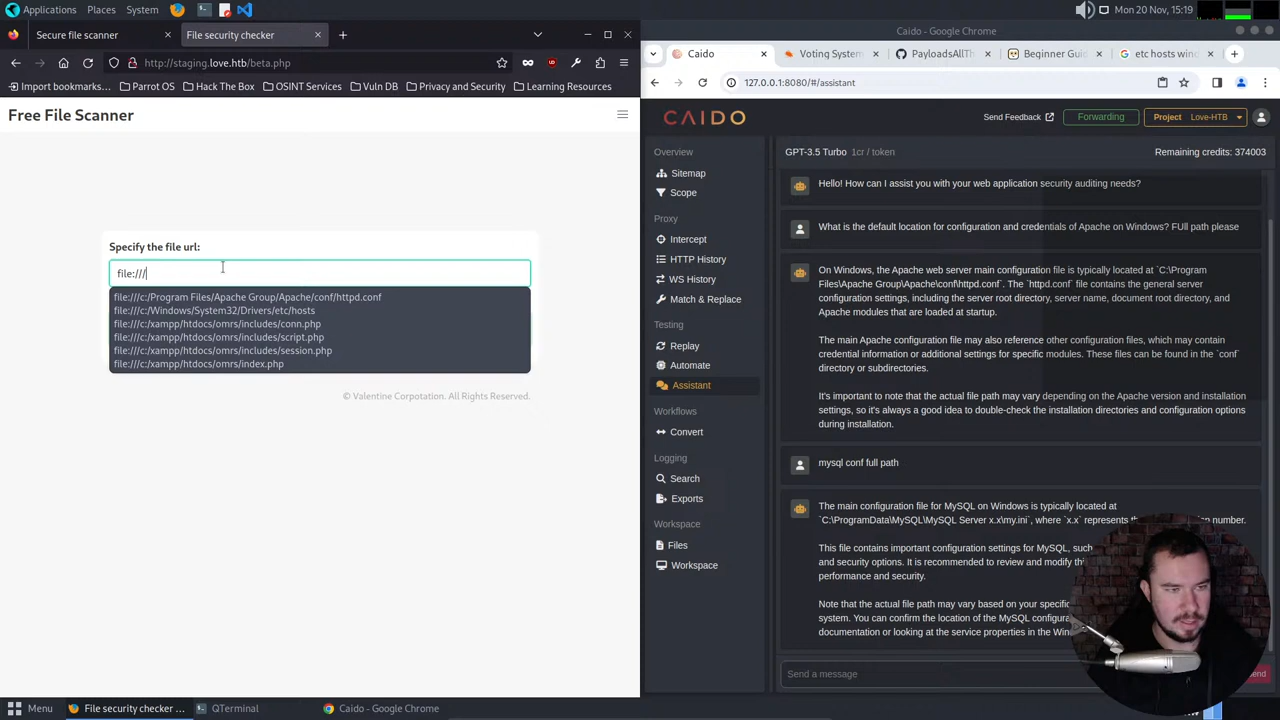 Applications Places System
Mon 20 Nov, 15:19
Secure file scanner
File security checker
http://staging.love.htb/beta.php
Import bookmarks...
Parrot OS
Hack The Box
OSINT Services
Vuln DB
Privacy and Security
Learning Resources
Free File Scanner
Specify the file url:
file:///
file:///c:/Program Files/Apache Group/Apache/conf/httpd.conf
file:///c:/Windows/System32/Drivers/etc/hosts
file:///c:/xampp/htdocs/omrs/includes/conn.php
file:///c:/xampp/htdocs/omrs/includes/script.php
file:///c:/xampp/htdocs/omrs/includes/session.php
file:///c:/xampp/htdocs/omrs/index.php
© Valentine Corpotation. All Rights Reserved.
Caido - Google Chrome
Caido
Voting System
PayloadsAllTh
Beginner Gui
etc hosts win
127.0.0.1:8080/#/assistant
CAIDO
Send Feedback
Forwarding
Project Love-HTB
Overview
Sitemap
Scope
Proxy
Intercept
HTTP History
WS History
Match & Replace
Testing
Replay
Automate
Assistant
Workflows
Convert
Logging
Search
Exports
Workspace
Files
Workspace
GPT-3.5 Turbo 1cr / token
Remaining credits: 374003
Hello! How can I assist you with your web application security auditing needs?
What is the default location for configuration and credentials of Apache on Windows? FUll path please
On Windows, the Apache web server main configuration file is typically located at `C:\Program
Files\Apache Group\Apache\conf\httpd.conf`. The `httpd.conf` file contains the general server
configuration settings, including the server root directory, server name, document root directory, and
Apache modules that are loaded at startup.
The main Apache configuration file may also reference other configuration files, which may contain
credential information or additional settings for specific modules. These files can be found in the `conf`
directory or subdirectories.
It's important to note that the actual file path may vary depending on the Apache version and installation
settings, so it's always a good idea to double-check the installation directories and configuration options
during installation.
mysql conf full path
The main configuration file for MySQL on Windows is typically located at
`C:\ProgramData\MySQL\MySQL Server x.x\my.ini`, where `x.x` represents th number.
This file contains important configuration settings for MySQL, suc
and security options. It is recommended to review and modify thi
performance and security.
Note that the actual file path may vary based on your specifi
system. You can confirm the location of the MySQL configura
documentation or looking at the service properties in the Win
Send a message
end
Menu
File security checker ...
QTerminal
Caido - Google Chrome